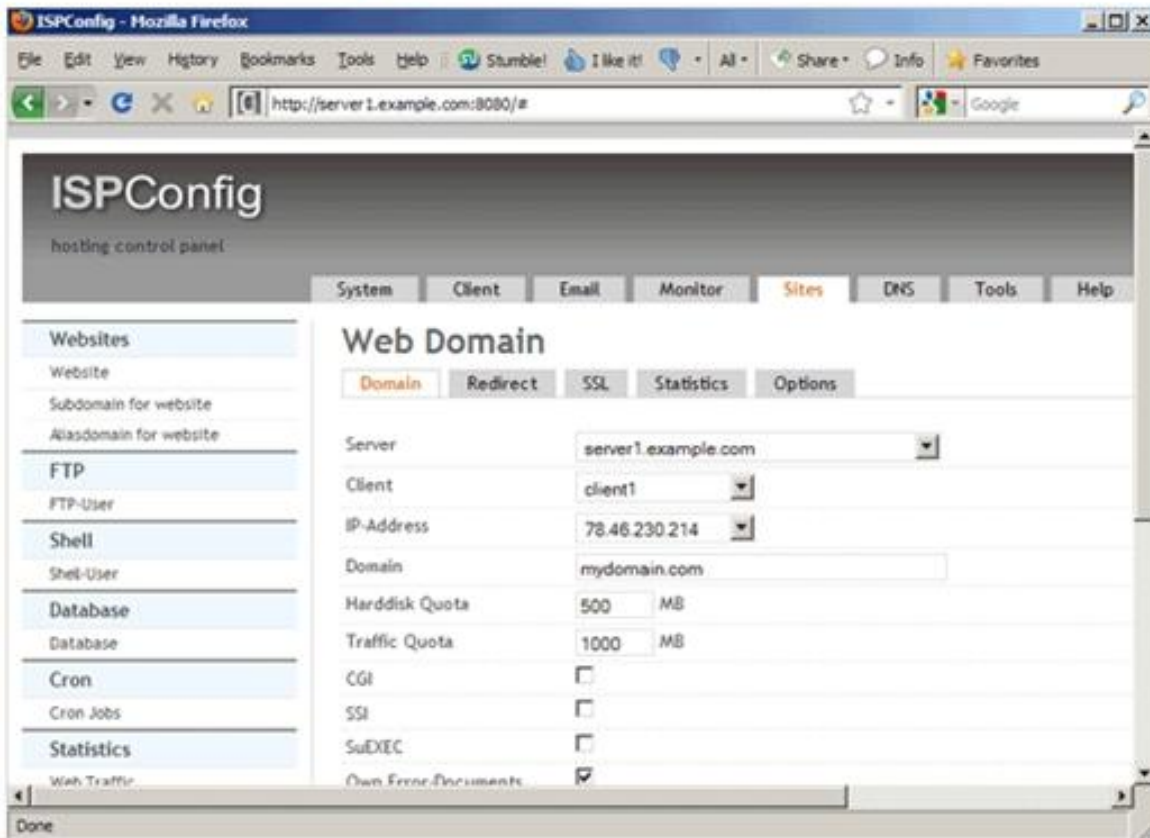 ISPConfig - Mozilla Firefox
File Edit View History Bookmarks Tools Help Stumble! I like it! All Share Info Favorites
http://server1.example.com:8080/# Google
ISPConfig
hosting control panel
System Client Email Monitor Sites DNS Tools Help
Websites
Website
Subdomain for website
Aliasdomain for website
FTP
FTP-User
Shell
Shell-User
Database
Database
Cron
Cron Jobs
Statistics
Web Traffic
Web Domain
Domain Redirect SSL Statistics Options
Server server1.example.com
Client client1
IP-Address 78.46.230.214
Domain mydomain.com
Harddisk Quota 500 MB
Traffic Quota 1000 MB
CGI
SSI
SuEXEC
Own Error-Documents
Done